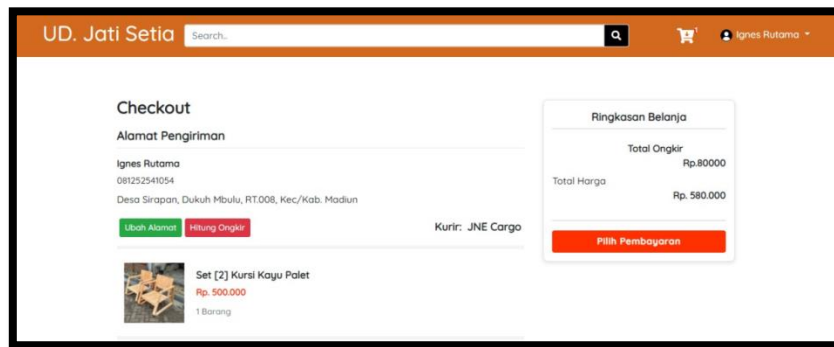 UD. Jati Setia
Search..
1
Ignes Rutama
Checkout
Alamat Pengiriman
Ignes Rutama
081252541054
Desa Sirapan, Dukuh Mbulu, RT.008, Kec/Kab. Madiun
Ubah Alamat
Hitung Ongkir
Kurir: JNE Cargo
Set [2] Kursi Kayu Palet
Rp. 500.000
1 Barang
Ringkasan Belanja
Total Ongkir
Rp.80000
Total Harga
Rp. 580.000
Pilih Pembayaran